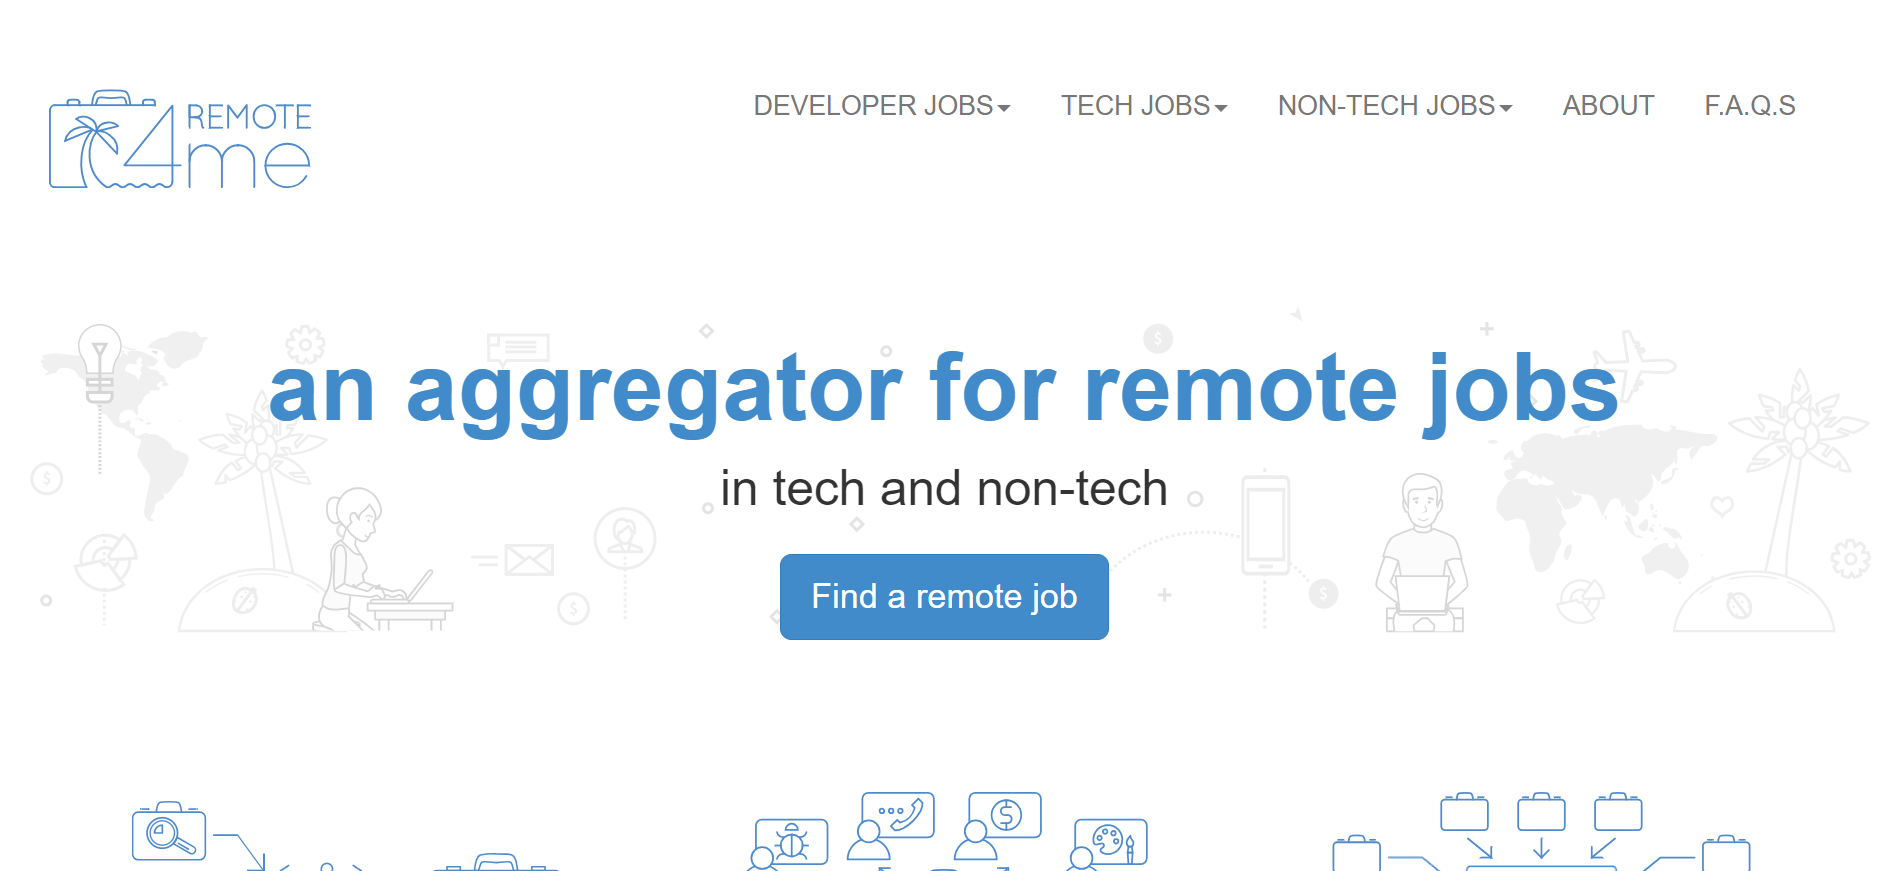 REMOTE
4me
DEVELOPER JOBS
TECH JOBS
NON-TECH JOBS
ABOUT
F.A.Q.S
an aggregator for remote jobs
in tech and non-tech
Find a remote job